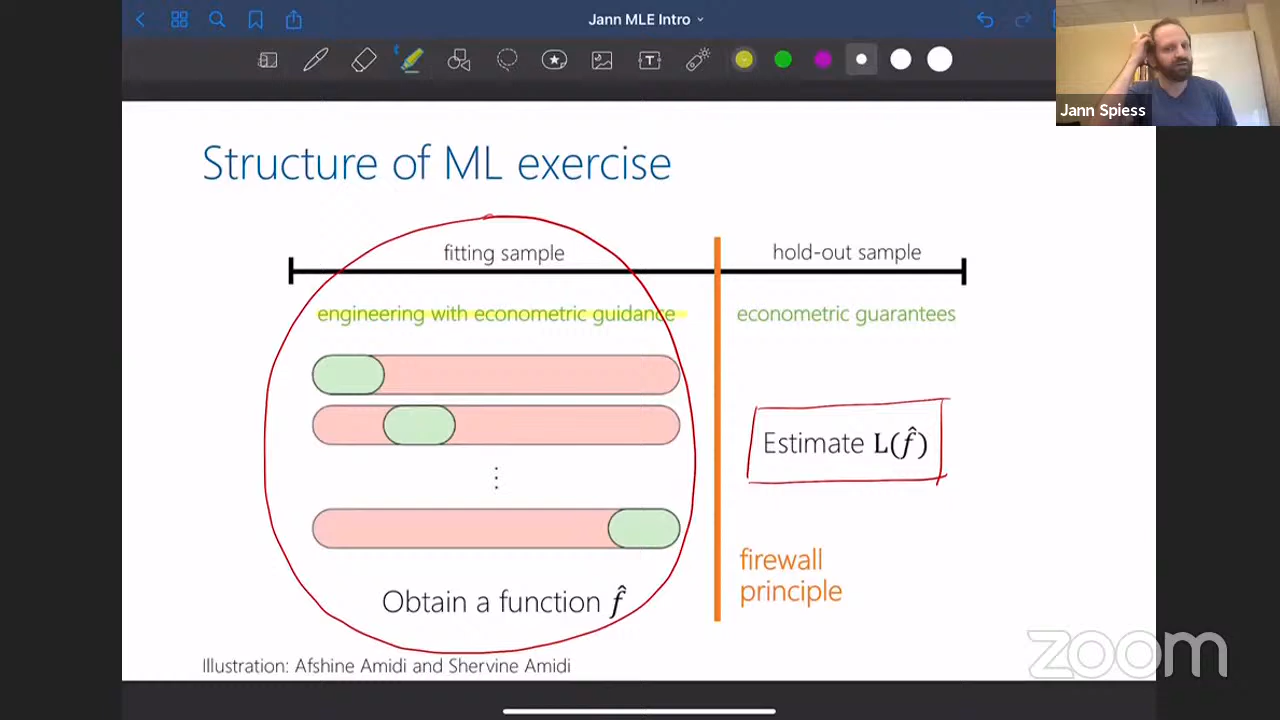 Jann MLE Intro
T
Jann Spiess
Structure of ML exercise
fitting sample
hold-out sample
engineering with econometric guidance
econometric guarantees
Estimate L(f̂)
⋮
firewall
principle
Obtain a function f̂
zoom
Illustration: Afshine Amidi and Shervine Amidi